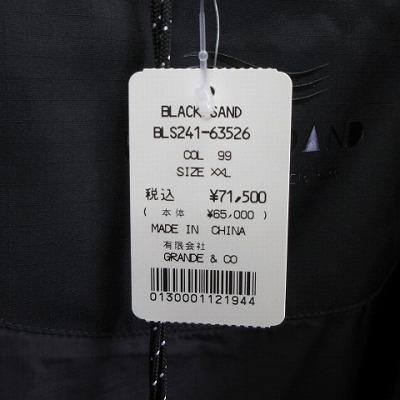 BLACK SAND
BLS241-63526
COL 99
SIZE XXL
税込 ¥71,500
( 本体 ¥65,000 )
MADE IN CHINA
有限会社
GRANDE & CO
0130001121944
AND